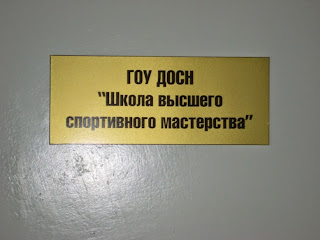 ГОУ ДОСН
"Школа высшего
спортивного мастерства"